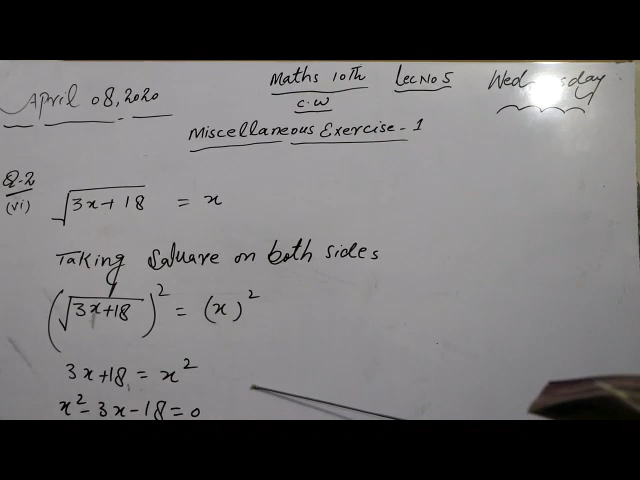 Maths 10th Lec No 5 Wednesday
April 08, 2020
C.W
Miscellaneous Exercise - 1
Q.2
(vi) √3x+18 = x
Taking Square on both sides
(√3x+18)² = (x)²
3x+18 = x²
x² - 3x - 18 = 0